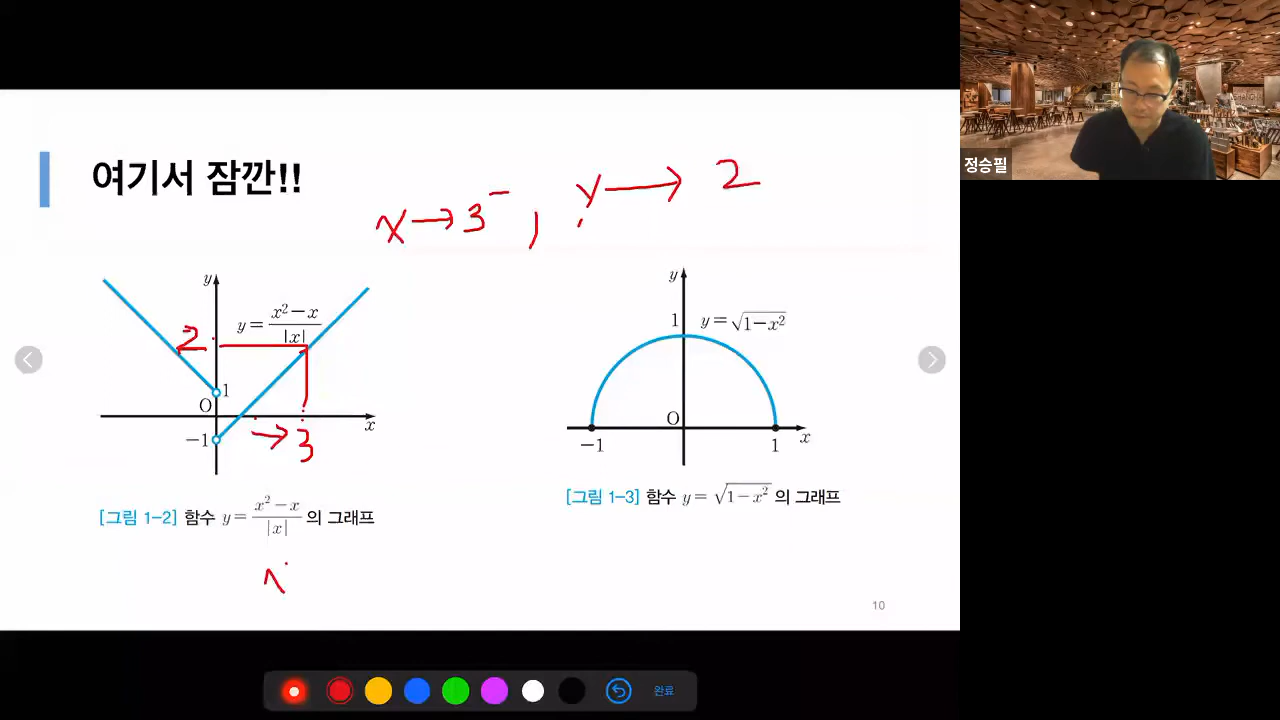 여기서 잠깐!!
x → 3⁻ , y → 2
y
y = x² − x / |x|
2
1
O
x
−1
→ 3
[그림 1-2] 함수 y = x² − x / |x| 의 그래프
y
1
y = √1−x²
O
−1
1
x
[그림 1-3] 함수 y = √1−x² 의 그래프
10
정승필
완료